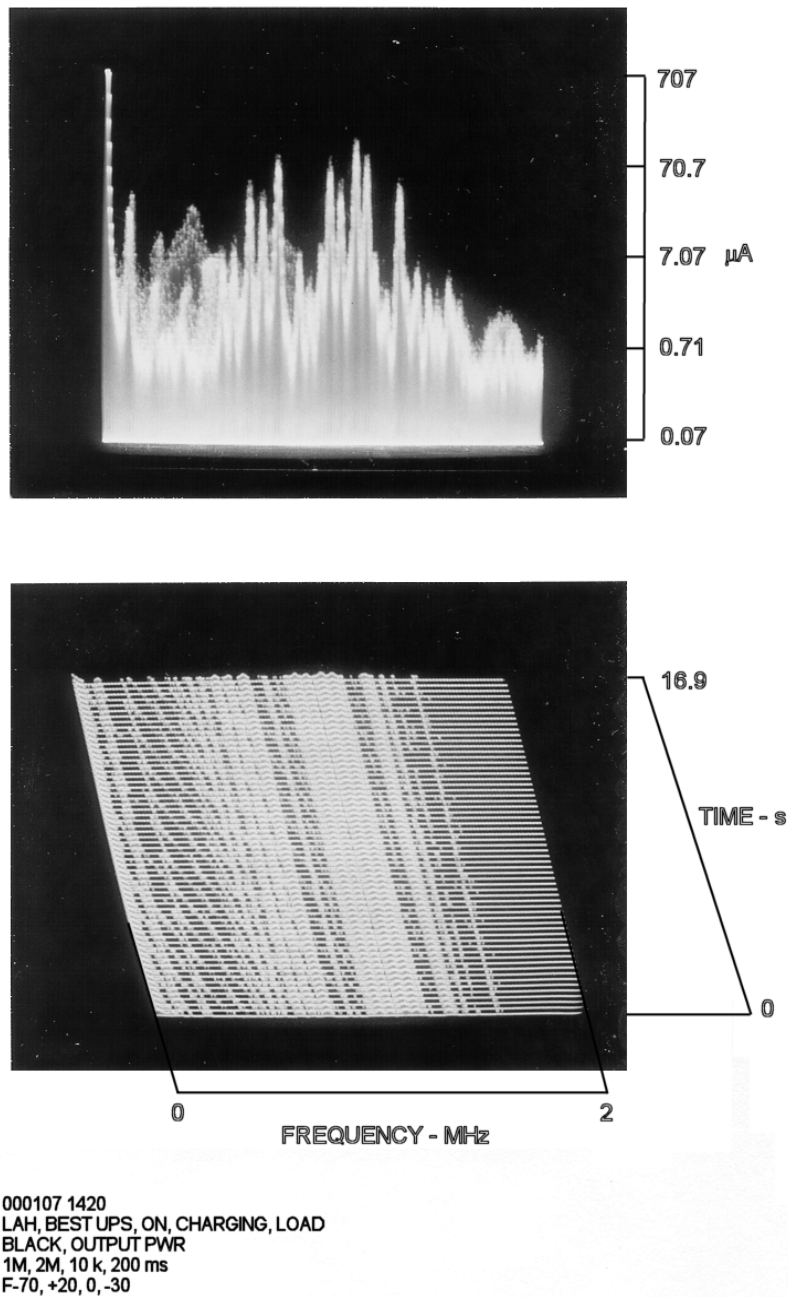 707
70.7
7.07 µA
0.71
0.07
16.9
TIME - s
0
0 2
FREQUENCY - MHz
000107 1420
LAH, BEST UPS, ON, CHARGING, LOAD
BLACK, OUTPUT PWR
1M, 2M, 10 k, 200 ms
F-70, +20, 0, -30